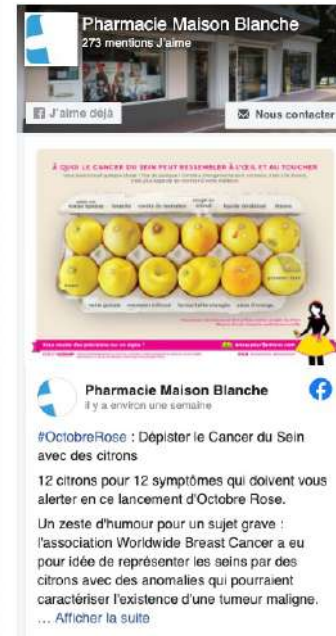 Pharmacie Maison Blanche
273 mentions J'aime
J'aime déjà
Nous contacter
À QUOI LE CANCER DU SEIN PEUT RESSEMBLER À L'ŒIL ET AU TOUCHER
Pharmacie Maison Blanche
il y a environ une semaine
#OctobreRose : Dépister le Cancer du Sein
avec des citrons
12 citrons pour 12 symptômes qui doivent vous
alerter en ce lancement d'Octobre Rose.
Un zeste d'humour pour un sujet grave :
l'association Worldwide Breast Cancer a eu
pour idée de représenter les seins par des
citrons avec des anomalies qui pourraient
caractériser l'existence d'une tumeur maligne.
... Afficher la suite